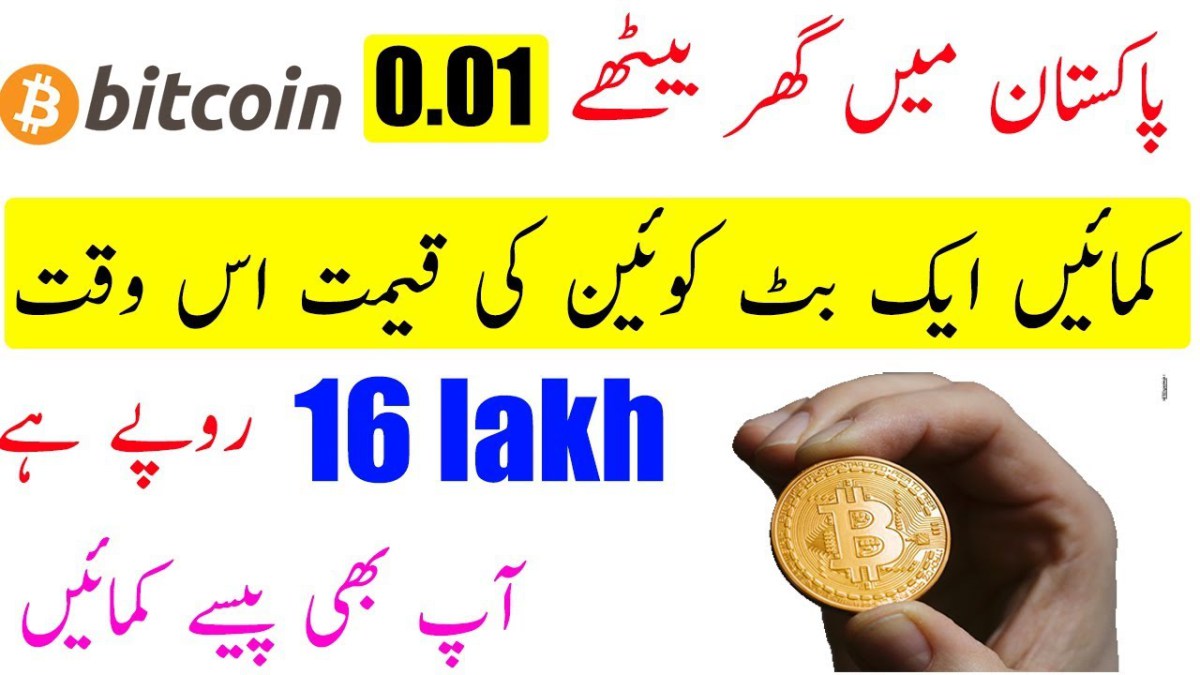 پاکستان میں گھر بیٹھے 0.01 bitcoin
کمائیں ایک بٹ کوئین کی قیمت اس وقت
16 lakh روپے ہے
آپ بھی پیسے کمائیں